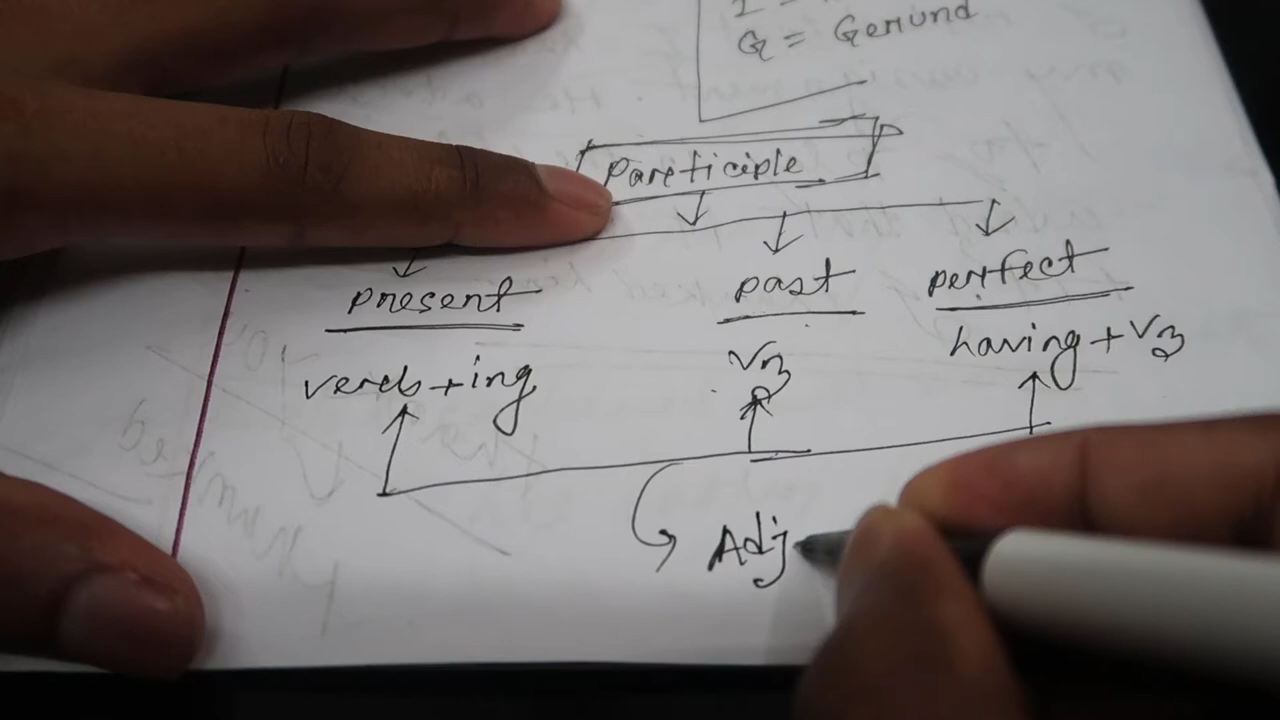 G = Gerund
Participle
present past perfect
verb+ing V3 having + V3
Adj